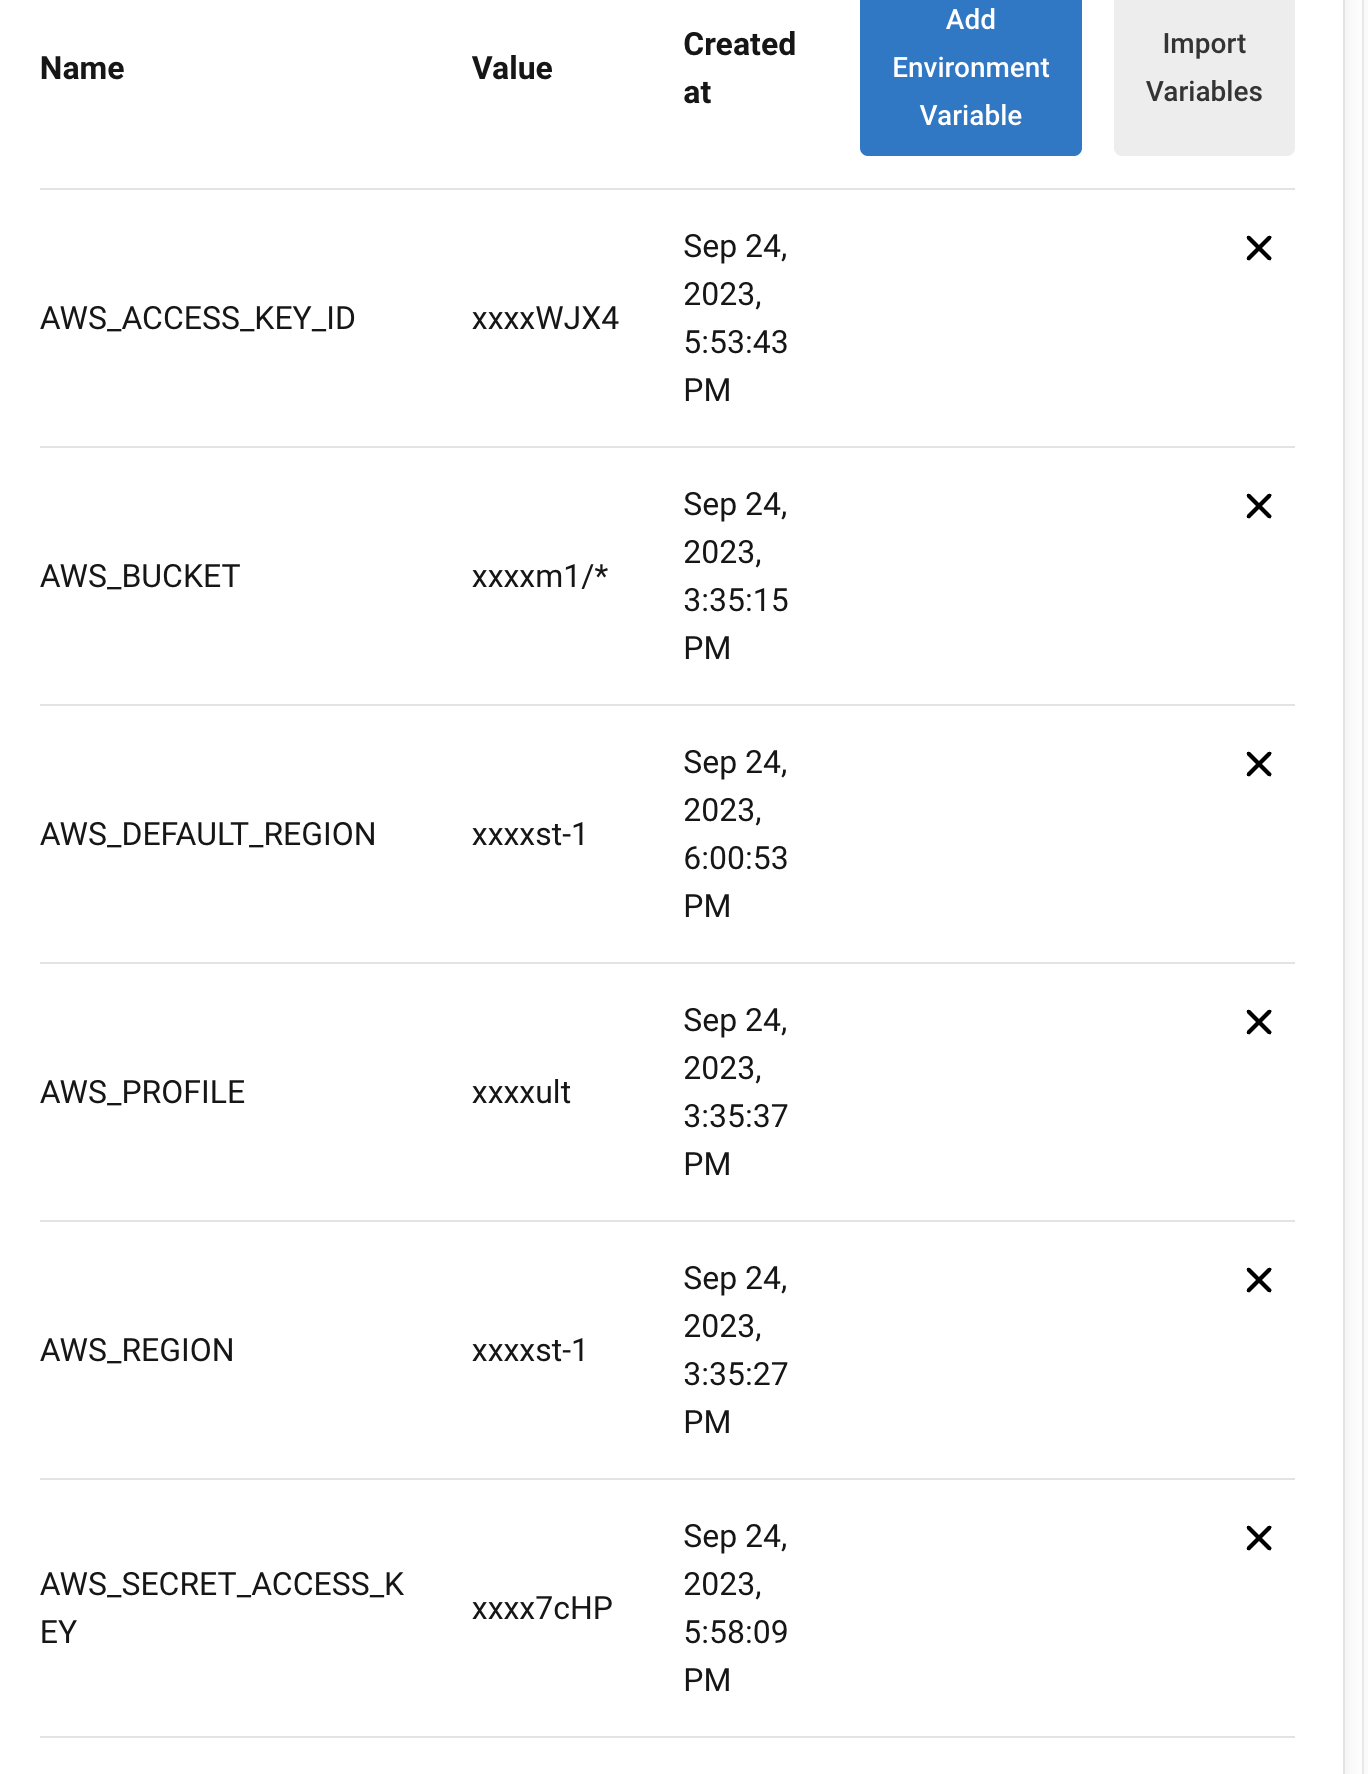 Name
Value
Created
at
Add
Environment
Variable
Import
Variables
AWS_ACCESS_KEY_ID
xxxxWJX4
Sep 24,
2023,
5:53:43
PM
AWS_BUCKET
xxxxm1/*
Sep 24,
2023,
3:35:15
PM
AWS_DEFAULT_REGION
xxxxst-1
Sep 24,
2023,
6:00:53
PM
AWS_PROFILE
xxxxult
Sep 24,
2023,
3:35:37
PM
AWS_REGION
xxxxst-1
Sep 24,
2023,
3:35:27
PM
AWS_SECRET_ACCESS_K
EY
xxxx7cHP
Sep 24,
2023,
5:58:09
PM